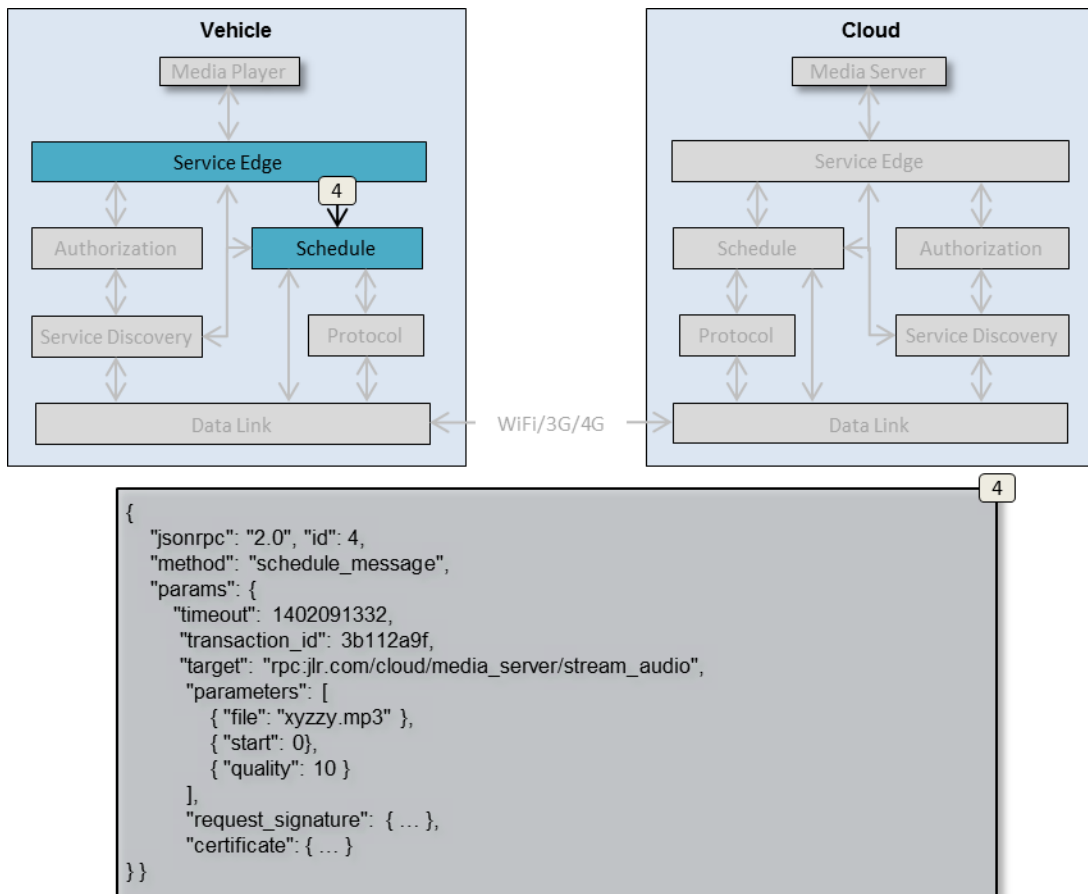 Vehicle
Media Player
Service Edge
4
Authorization
Schedule
Service Discovery
Protocol
Data Link
WiFi/3G/4G
Cloud
Media Server
Service Edge
Schedule
Authorization
Protocol
Service Discovery
Data Link
4
{
"jsonrpc": "2.0", "id": 4,
"method": "schedule_message",
"params": {
"timeout": 1402091332,
"transaction_id": 3b112a9f,
"target": "rpc:jlr.com/cloud/media_server/stream_audio",
"parameters": [
{ "file": "xyzzy.mp3" },
{ "start": 0},
{ "quality": 10 }
],
"request_signature": { … },
"certificate": { … }
} }